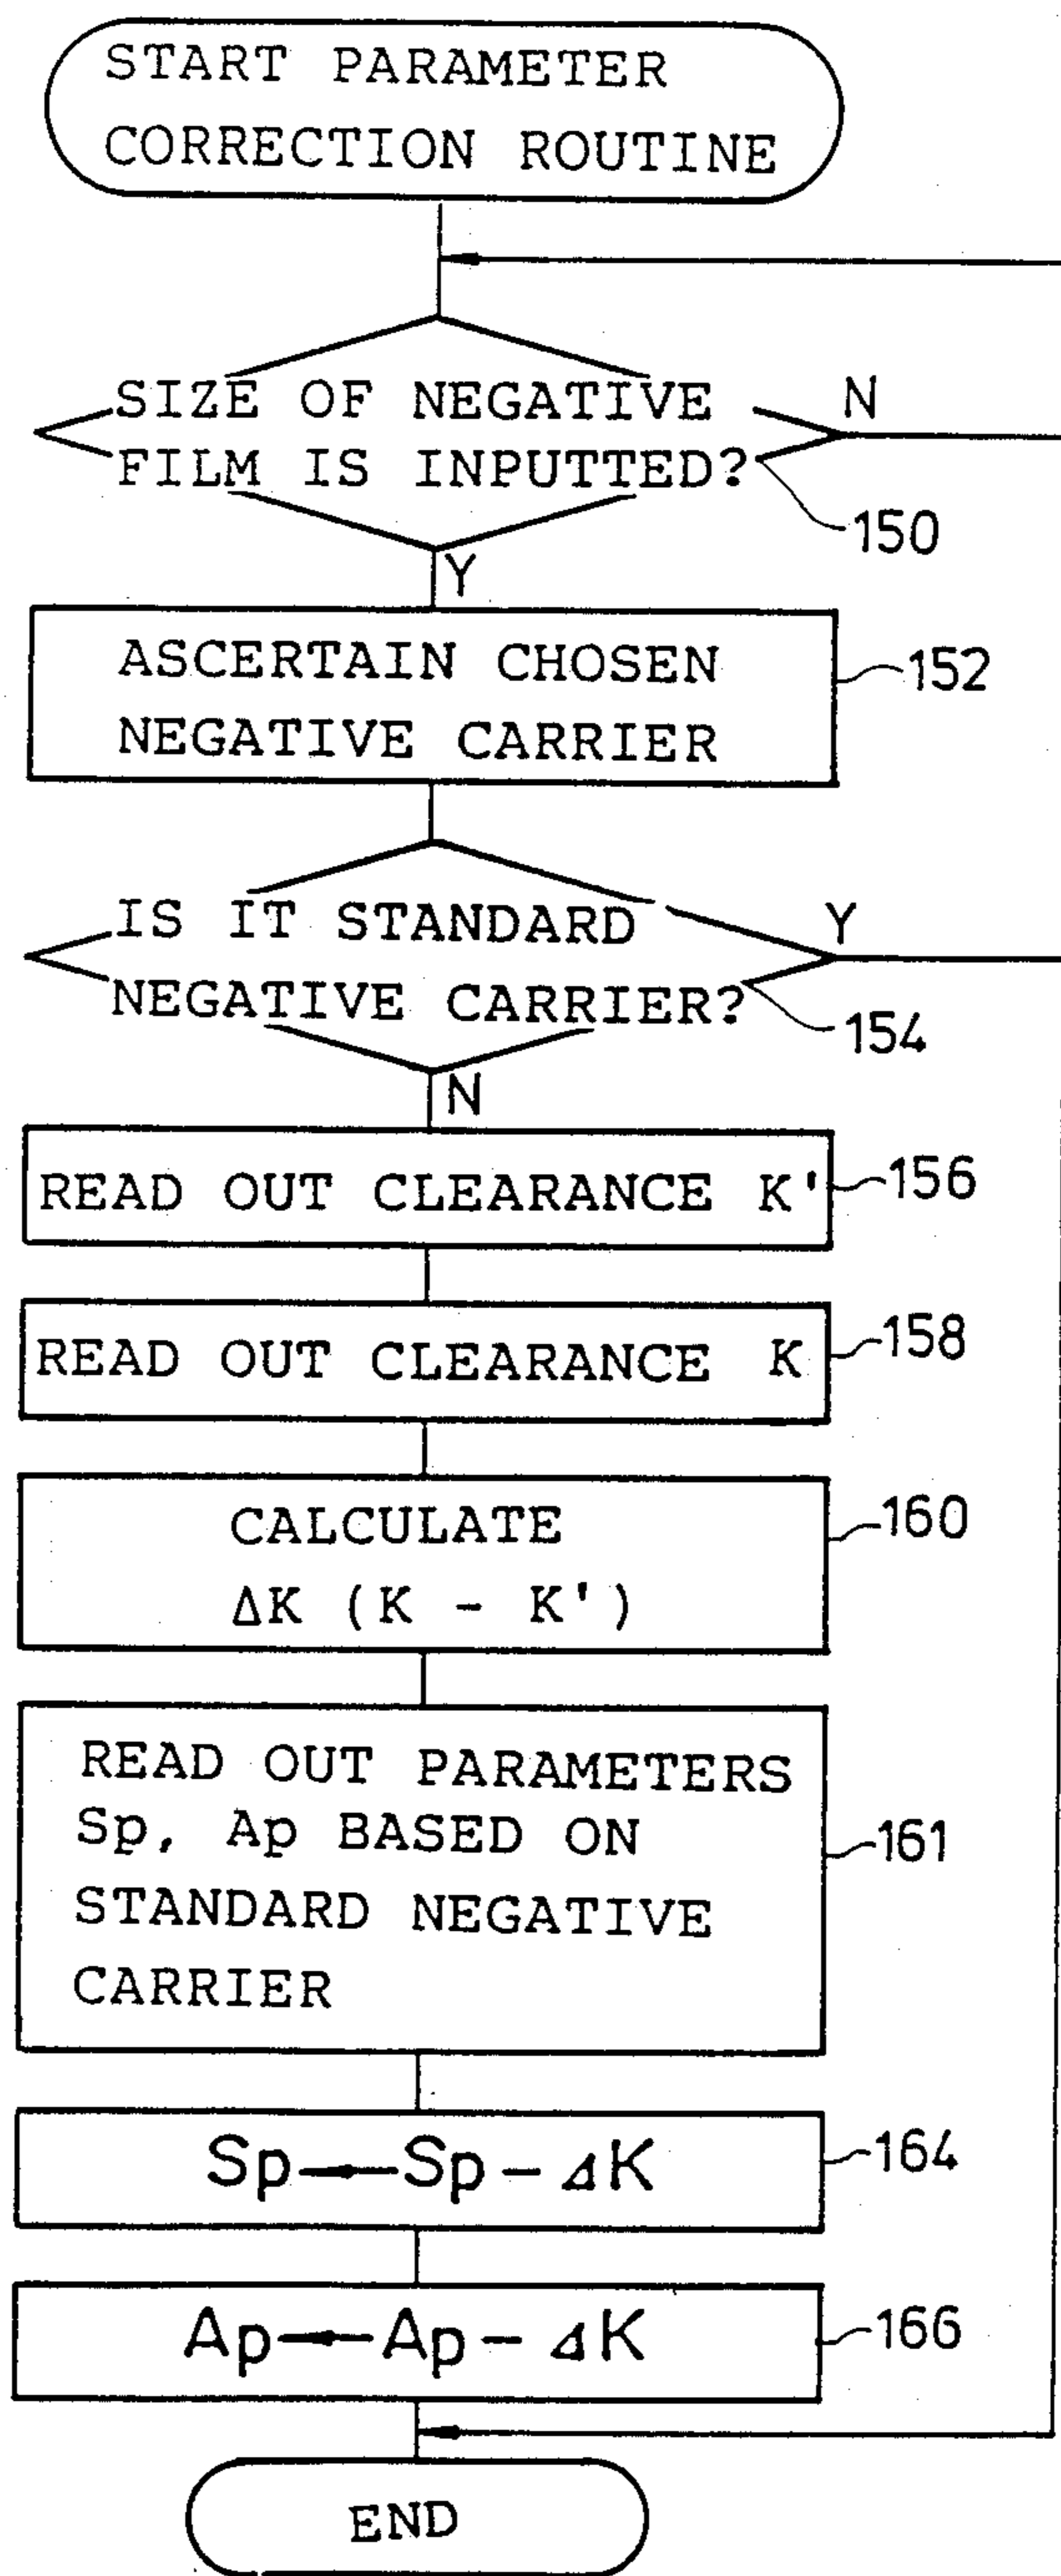 START PARAMETER
CORRECTION ROUTINE
SIZE OF NEGATIVE
FILM IS INPUTTED?
N
150
Y
ASCERTAIN CHOSEN
NEGATIVE CARRIER
152
IS IT STANDARD
NEGATIVE CARRIER?
Y
154
N
READ OUT CLEARANCE K'
156
READ OUT CLEARANCE K
158
CALCULATE
ΔK (K - K')
160
READ OUT PARAMETERS
Sp, Ap BASED ON
STANDARD NEGATIVE
CARRIER
161
Sp←Sp-ΔK
164
Ap←Ap-ΔK
166
END